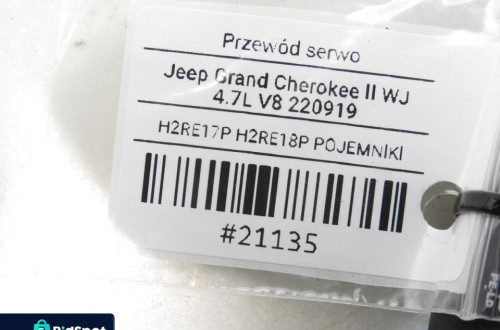 Przewód serwo
Jeep Grand Cherokee II WJ
4.7L V8 220919
H2RE17P H2RE18P POJEMNIKI
#21135